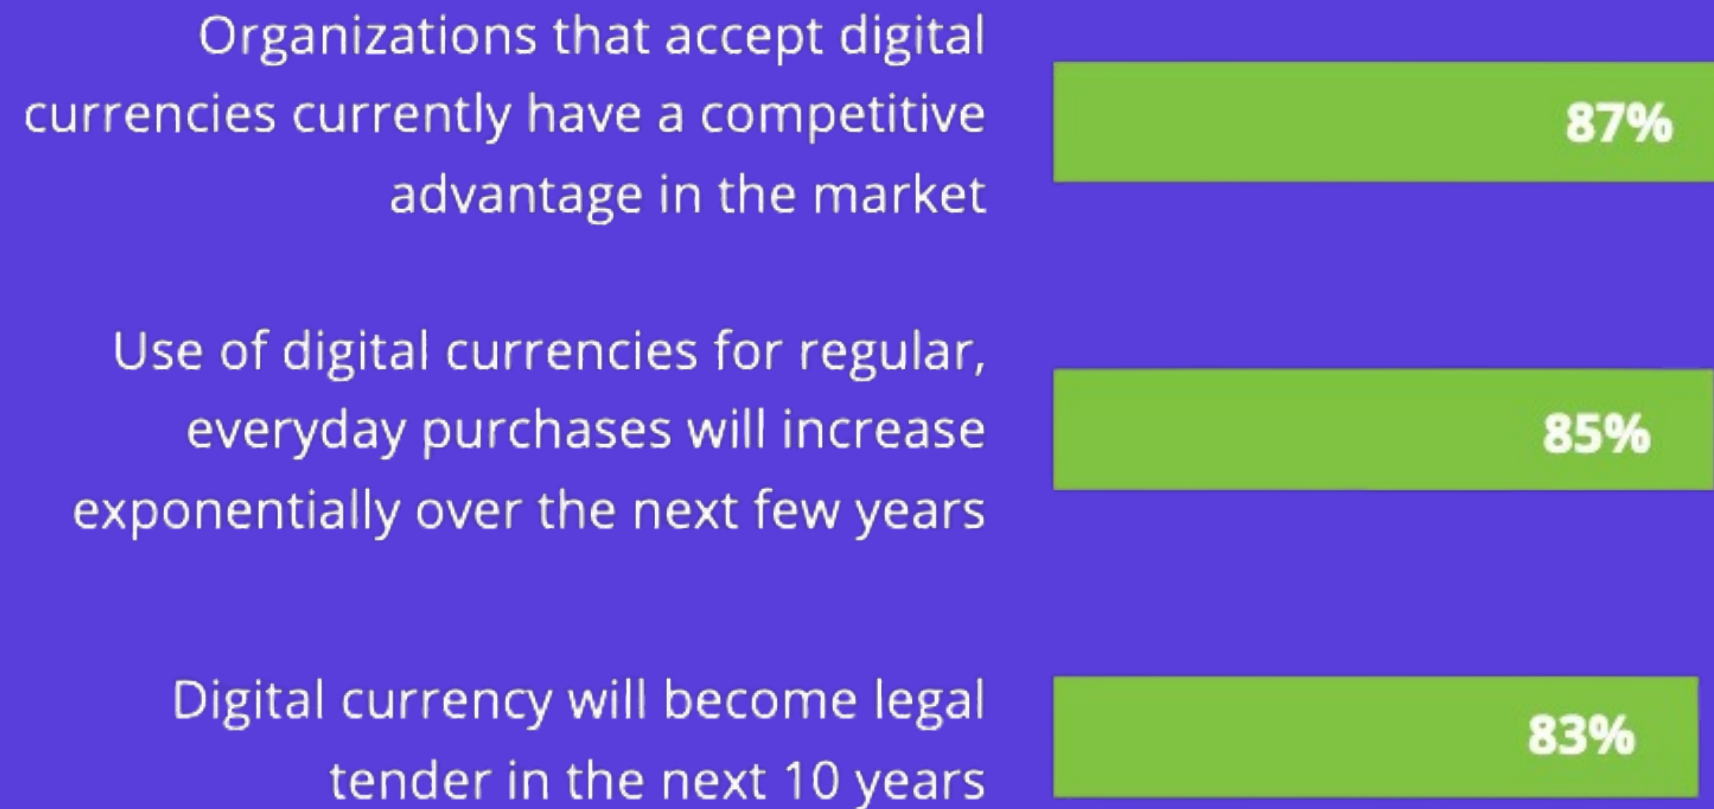 Organizations that accept digital
currencies currently have a competitive
advantage in the market
87%
Use of digital currencies for regular,
everyday purchases will increase
exponentially over the next few years
85%
Digital currency will become legal
tender in the next 10 years
83%